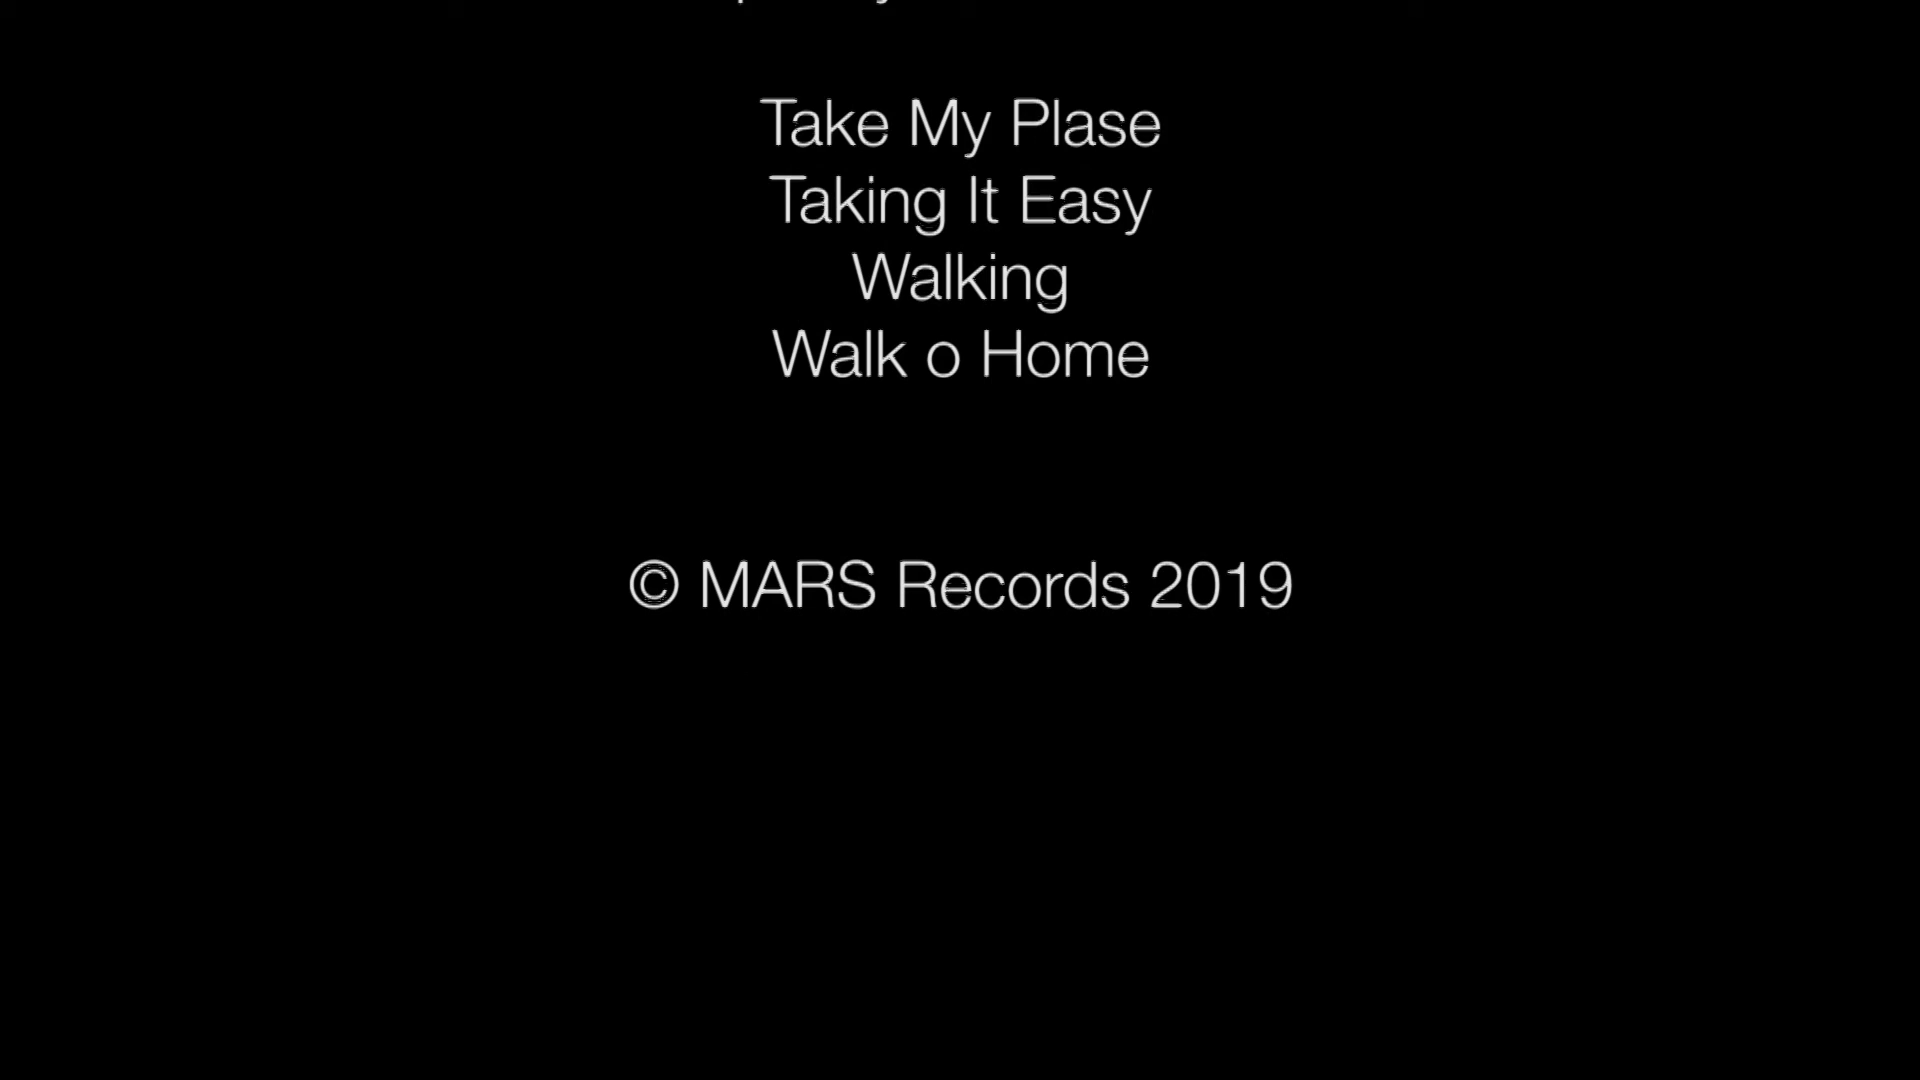 Take My Plase
Taking It Easy
Walking
Walk o Home
© MARS Records 2019